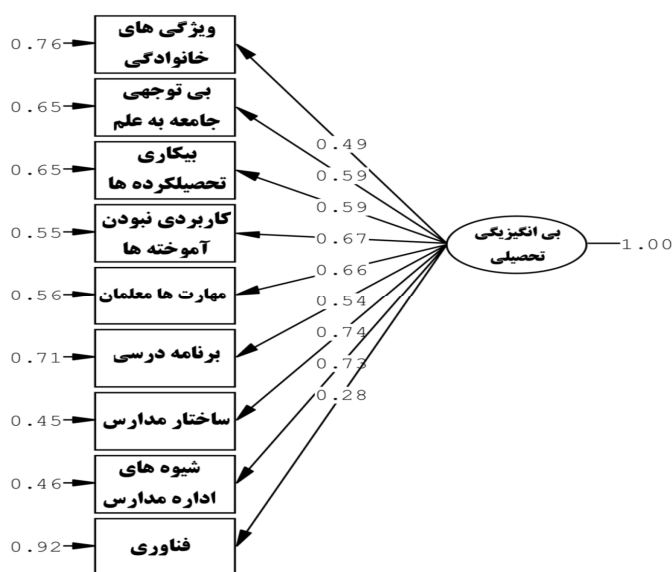 ویژگی های
خانوادگی
0.76
بی توجهی
جامعه به علم
0.65
بیکاری
تحصیلکرده ها
0.65
کاربردی نبودن
آموخته ها
0.55
مهارت ها معلمان
0.56
برنامه درسی
0.71
ساختار مدارس
0.45
شیوه های
اداره مدارس
0.46
فناوری
0.92
0.49
0.59
0.59
0.67
0.66
0.54
0.74
0.73
0.28
بی انگیزیگی
تحصیلی
1.00